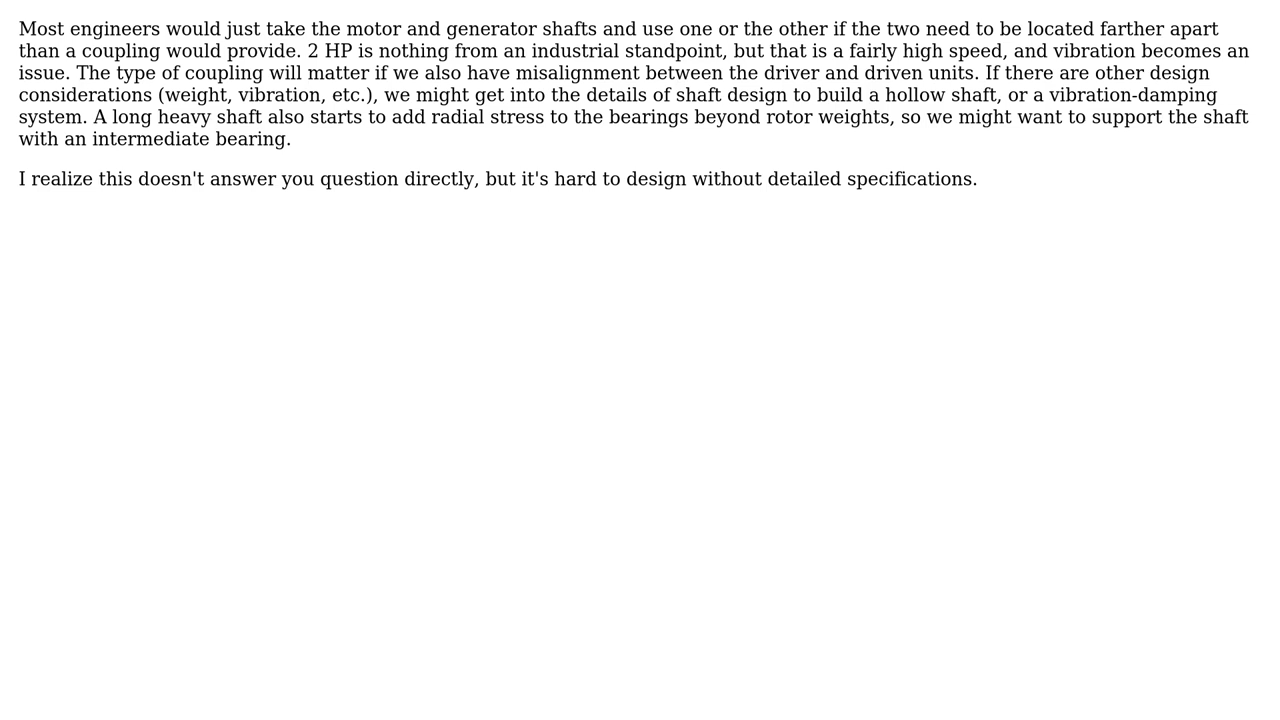 Most engineers would just take the motor and generator shafts and use one or the other if the two need to be located farther apart
than a coupling would provide. 2 HP is nothing from an industrial standpoint, but that is a fairly high speed, and vibration becomes an
issue. The type of coupling will matter if we also have misalignment between the driver and driven units. If there are other design
considerations (weight, vibration, etc.), we might get into the details of shaft design to build a hollow shaft, or a vibration-damping
system. A long heavy shaft also starts to add radial stress to the bearings beyond rotor weights, so we might want to support the shaft
with an intermediate bearing.
I realize this doesn't answer you question directly, but it's hard to design without detailed specifications.